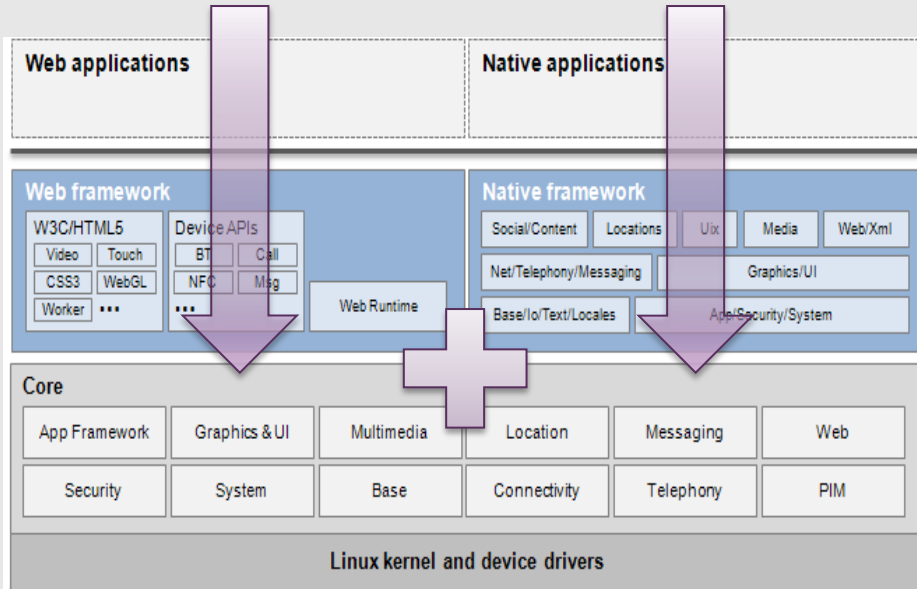 Web applications
Native applications
Web framework
W3C/HTML5
Video
Touch
CSS3
WebGL
Worker
•••
Device APIs
BT
Call
NFC
Msg
•••
Web Runtime
Native framework
Social/Content
Locations
Uix
Media
Web/Xml
Net/Telephony/Messaging
Graphics/UI
Base/Io/Text/Locales
App/Security/System
Core
App Framework
Graphics & UI
Multimedia
Location
Messaging
Web
Security
System
Base
Connectivity
Telephony
PIM
Linux kernel and device drivers